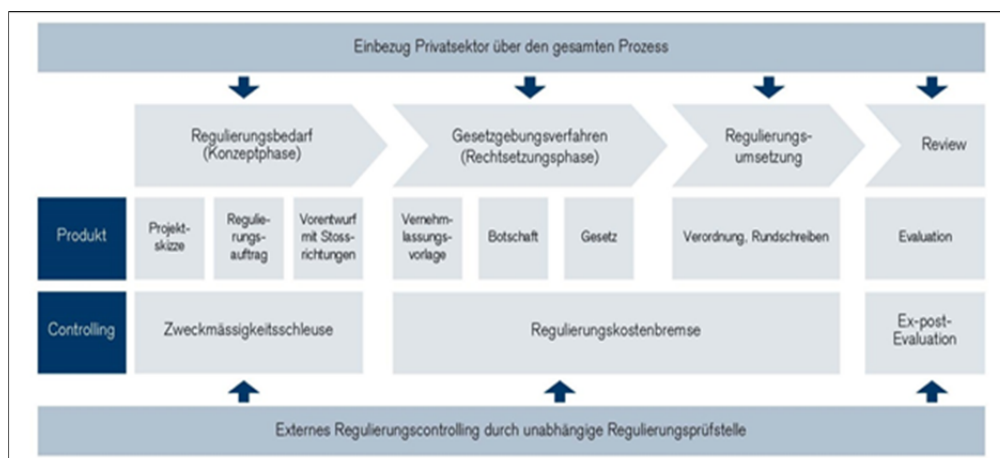 Einbezug Privatsektor über den gesamten Prozess
Regulierungsbedarf
(Konzeptphase)
Gesetzgebungsverfahren
(Rechtsetzungsphase)
Regulierungs-
umsetzung
Review
Produkt
Projekt-
skizze
Regulie-
rungs-
auftrag
Vorentwurf
mit Stoss-
richtungen
Vernehm-
lassungs-
vorlage
Botschaft
Gesetz
Verordnung, Rundschreiben
Evaluation
Controlling
Zweckmässigkeitsschleuse
Regulierungskostenbremse
Ex-post-
Evaluation
Externes Regulierungscontrolling durch unabhängige Regulierungsprüfstelle